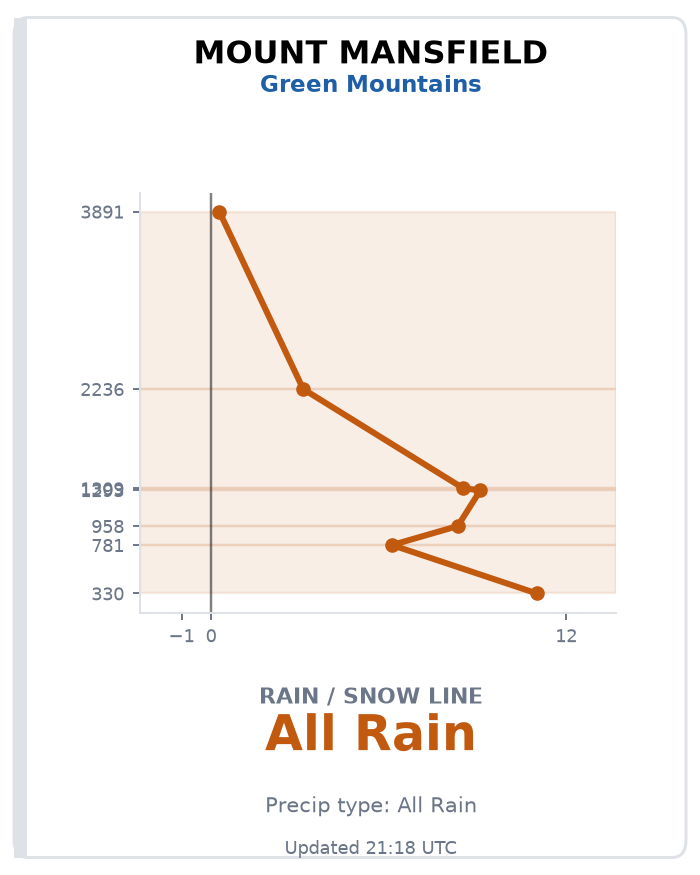 MOUNT MANSFIELD
Green Mountains
3891
2236
958
781
330
−1 0 12
RAIN / SNOW LINE
All Rain
Precip type: All Rain
Updated 21:18 UTC